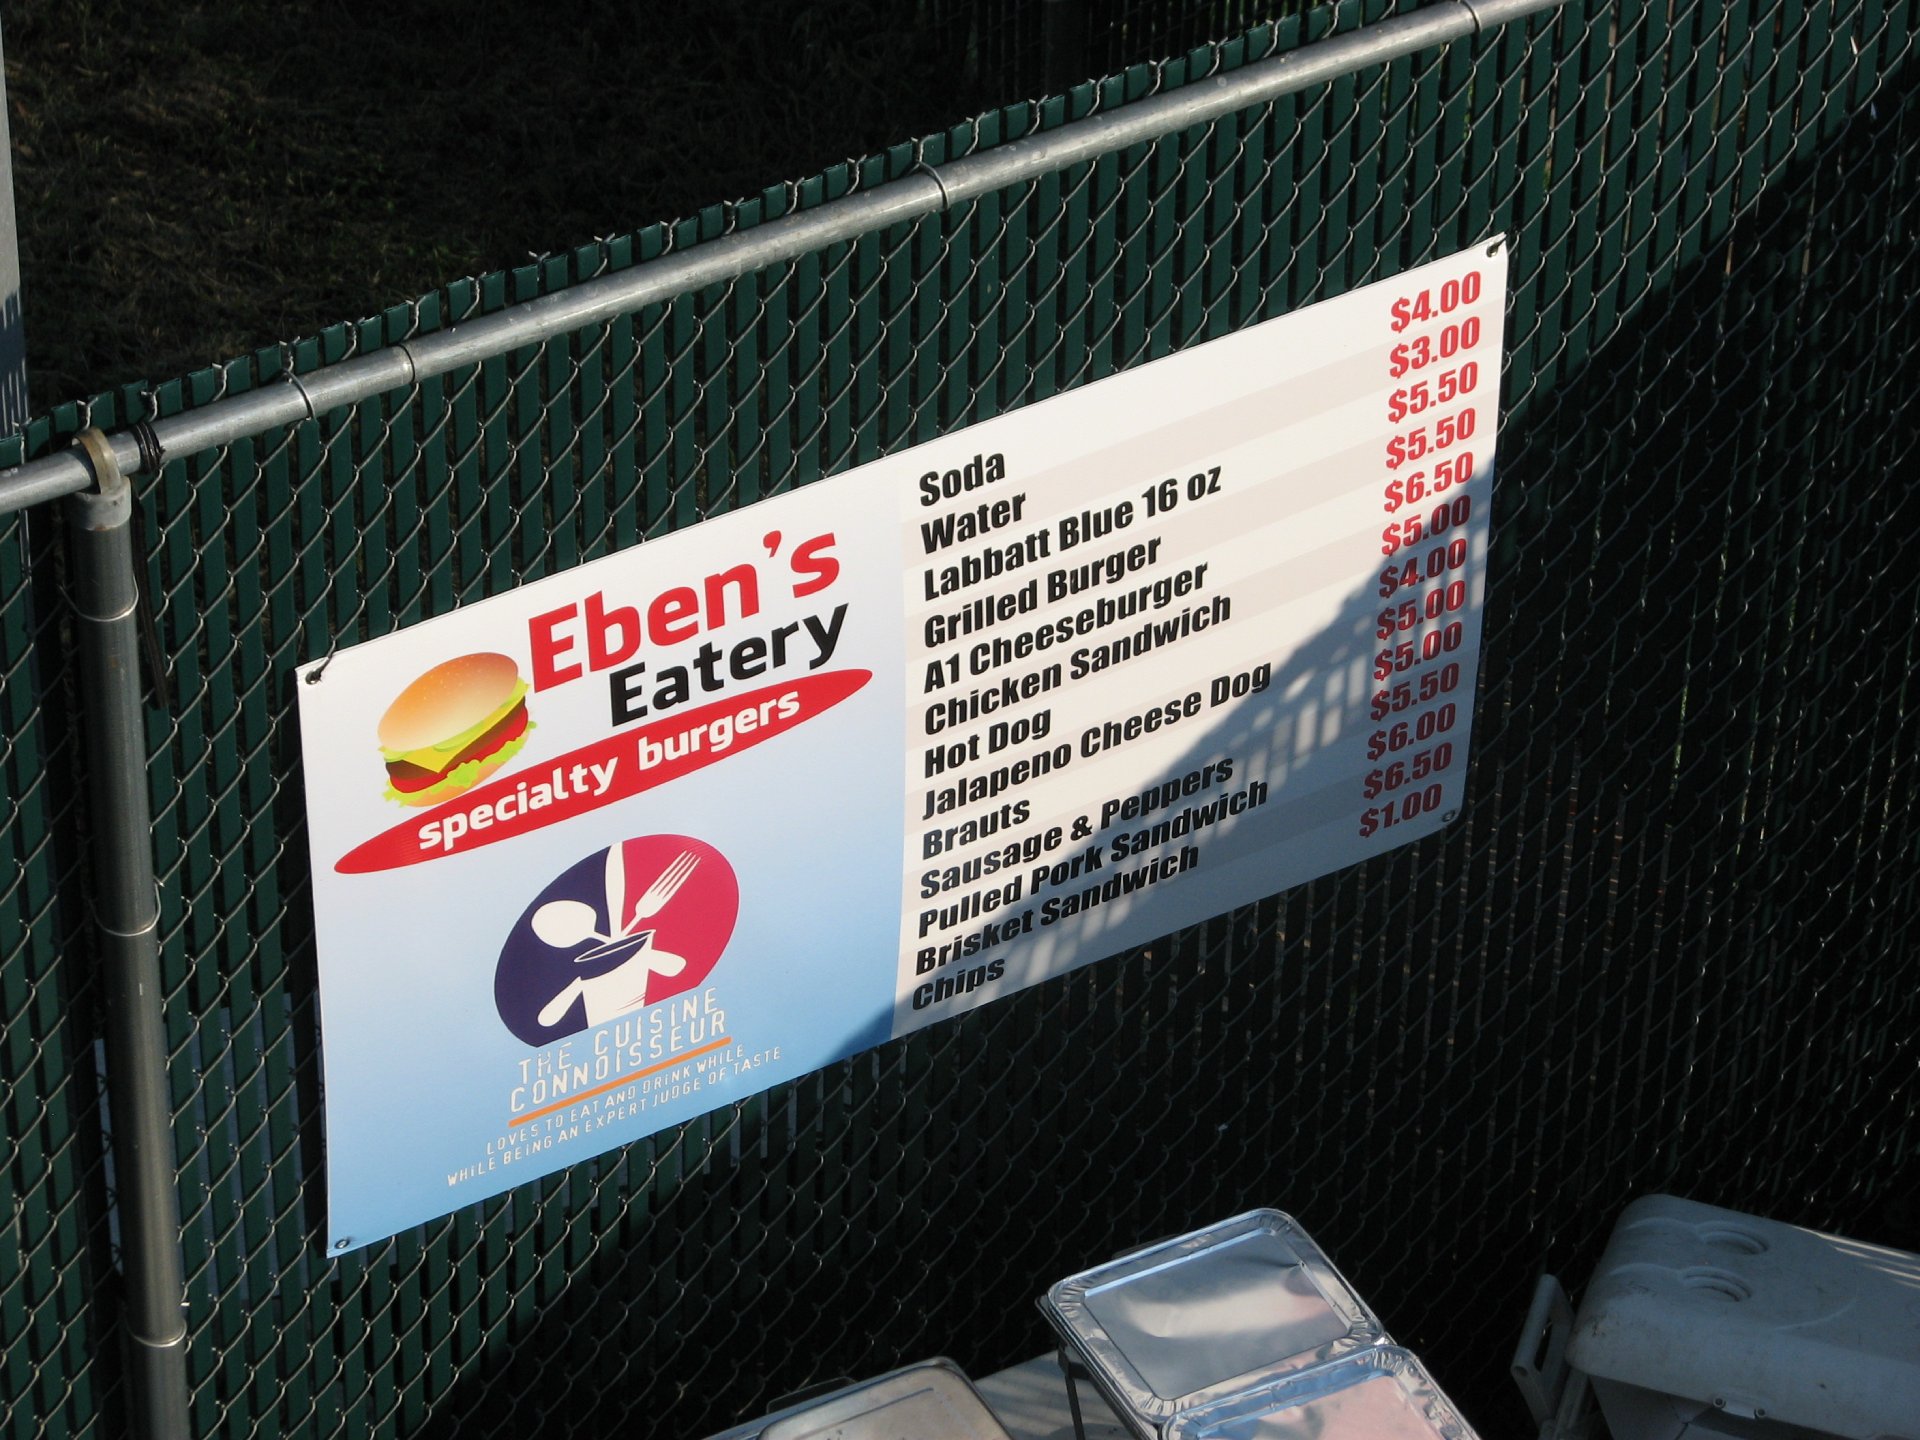 Eben's
Eatery
specialty burgers
THE CUISINE
CONNOISSEUR
LOVES TO EAT AND DRINK WHILE
WHILE BEING AN EXPERT JUDGE OF TASTE
Soda $4.00
Water $3.00
Labbatt Blue 16 oz $5.50
Grilled Burger $5.50
A1 Cheeseburger $6.50
Chicken Sandwich $5.00
Hot Dog $4.00
Jalapeno Cheese Dog $5.00
Brauts $5.00
Sausage & Peppers $5.50
Pulled Pork Sandwich $6.00
Brisket Sandwich $6.50
Chips $1.00